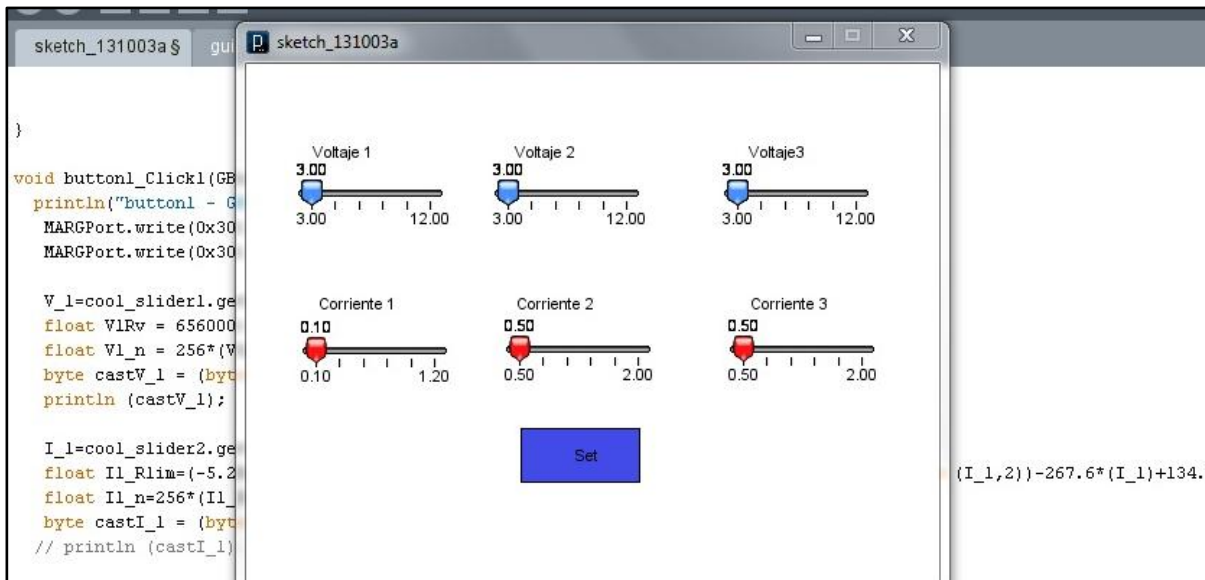 sketch_131003a §
gui
sketch_131003a
}
void button1_Click1(GB
println("button1 - G
MARGPort.write(0x30
MARGPort.write(0x30
V_1=cool_slider1.ge
float V1Rv = 656000
float V1_n = 256*(V
byte castV_1 = (byt
println (castV_1);
I_1=cool_slider2.ge
float I1_Rlim=(-5.2
(I_1,2))-267.6*(I_1)+134.
float I1_n=256*(I1_
byte castI_1 = (byt
// println (castI_1)
Voltaje 1
3.00
3.00 12.00
Voltaje 2
3.00
3.00 12.00
Voltaje3
3.00
3.00 12.00
Corriente 1
0.10
0.10 1.20
Corriente 2
0.50
0.50 2.00
Corriente 3
0.50
0.50 2.00
Set